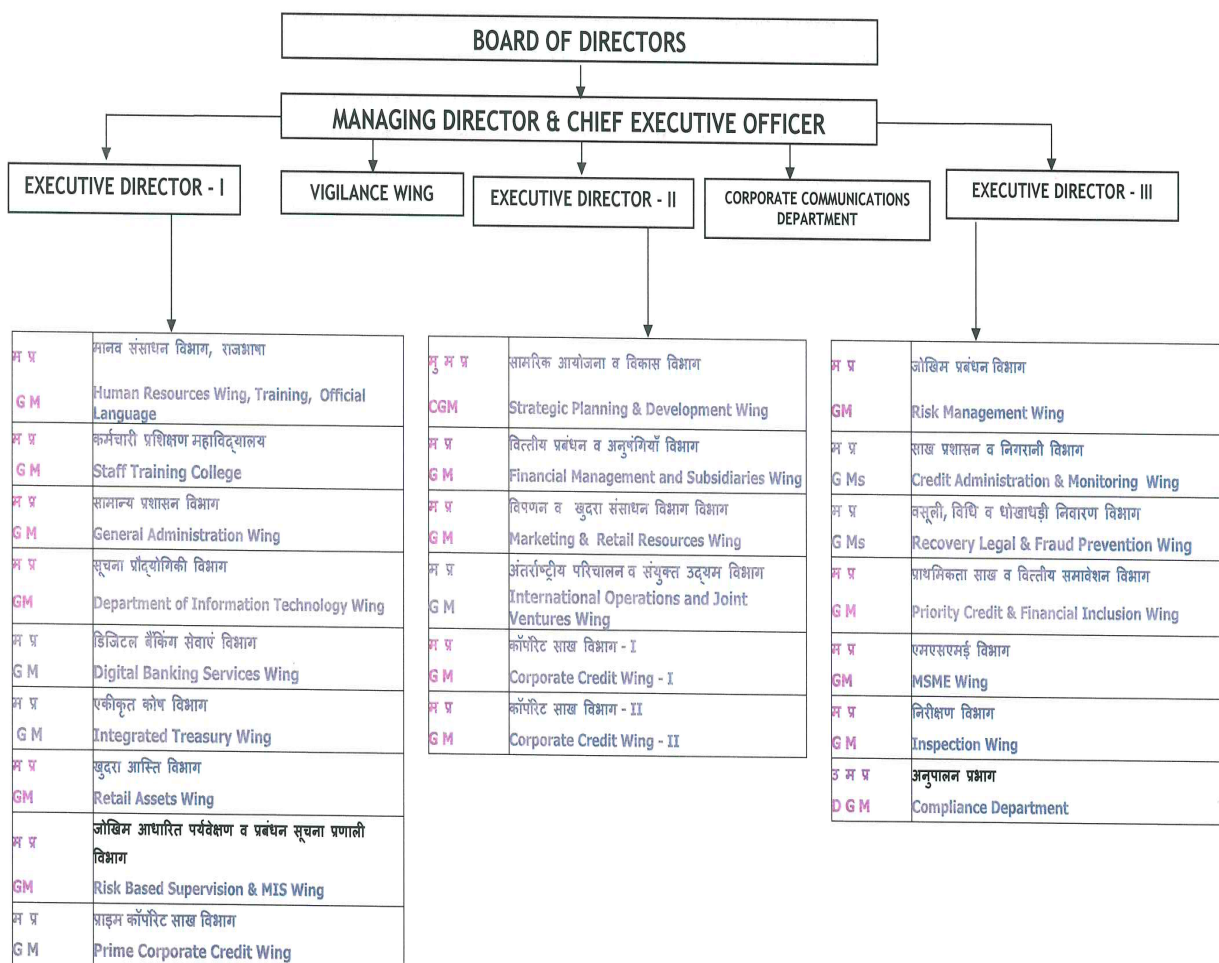 BOARD OF DIRECTORS
MANAGING DIRECTOR & CHIEF EXECUTIVE OFFICER
EXECUTIVE DIRECTOR - I
VIGILANCE WING
EXECUTIVE DIRECTOR - II
CORPORATE COMMUNICATIONS
DEPARTMENT
EXECUTIVE DIRECTOR - III
म प्र मानव संसाधन विभाग, राजभाषा
G M Human Resources Wing, Training, Official
Language
म प्र कर्मचारी प्रशिक्षण महाविद्यालय
G M Staff Training College
म प्र सामान्य प्रशासन विभाग
G M General Administration Wing
म प्र सूचना प्रौद्योगिकी विभाग
GM Department of Information Technology Wing
म प्र डिजिटल बैंकिंग सेवाएं विभाग
G M Digital Banking Services Wing
म प्र एकीकृत कोष विभाग
G M Integrated Treasury Wing
म प्र खुदरा आस्ति विभाग
GM Retail Assets Wing
म प्र जोखिम आधारित पर्यवेक्षण व प्रबंधन सूचना प्रणाली
विभाग
GM Risk Based Supervision & MIS Wing
म प्र प्राइम कॉर्पोरेट साख विभाग
G M Prime Corporate Credit Wing
मु म प्र सामरिक आयोजना व विकास विभाग
CGM Strategic Planning & Development Wing
म प्र वित्तीय प्रबंधन व अनुषंगियाँ विभाग
G M Financial Management and Subsidiaries Wing
म प्र विपणन व खुदरा संसाधन विभाग विभाग
G M Marketing & Retail Resources Wing
म प्र अंतर्राष्ट्रीय परिचालन व संयुक्त उद्यम विभाग
G M International Operations and Joint
Ventures Wing
म प्र कॉर्पोरेट साख विभाग - I
G M Corporate Credit Wing - I
म प्र कॉर्पोरेट साख विभाग - II
G M Corporate Credit Wing - II
म प्र जोखिम प्रबंधन विभाग
GM Risk Management Wing
म प्र साख प्रशासन व निगरानी विभाग
G Ms Credit Administration & Monitoring Wing
म प्र वसूली, विधि व धोखाधड़ी निवारण विभाग
G Ms Recovery Legal & Fraud Prevention Wing
म प्र प्राथमिकता साख व वित्तीय समावेशन विभाग
G M Priority Credit & Financial Inclusion Wing
म प्र एमएसएमई विभाग
GM MSME Wing
म प्र निरीक्षण विभाग
G M Inspection Wing
उ म प्र अनुपालन प्रभाग
D G M Compliance Department